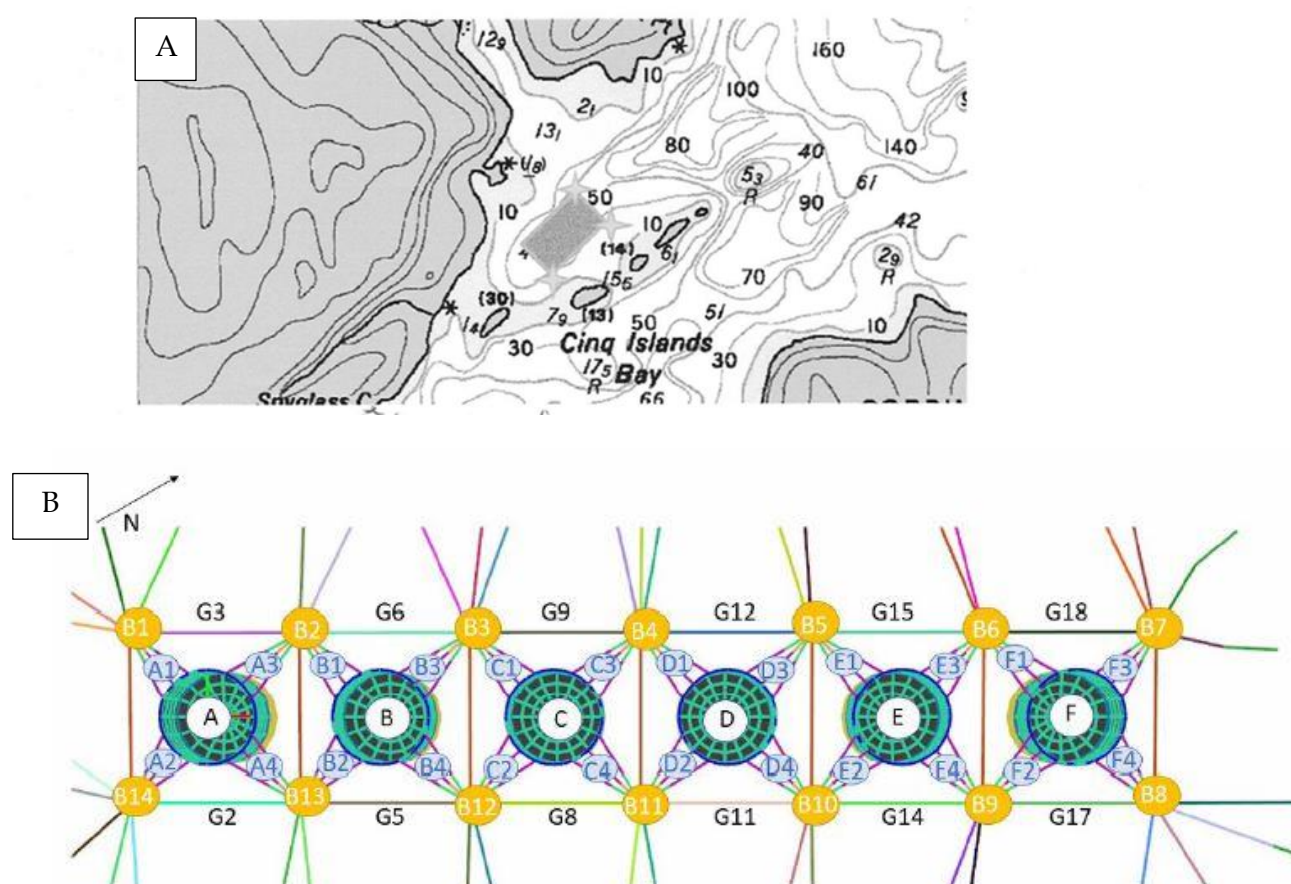 A
12₉
160
10
100
2₁
13₁
80
40
140
*(1₈)
5₃
R
61
50
90
10
10
42
(14)
6₁
2₉
R
15₅
70
(30)
1₄
7₉
(13)
50
51
10
30
Cinq Islands
30
17₅
Bay
R
66
Spyglass C
B
N
G3 G6 G9 G12 G15 G18
B1 B2 B3 B4 B5 B6 B7
A1 A3 B1 B3 C1 C3 D1 D3 E1 E3 F1 F3
A B C D E F
A2 A4 B2 B4 C2 C4 D2 D4 E2 E4 F2 F4
B14 B13 B12 B11 B10 B9 B8
G2 G5 G8 G11 G14 G17